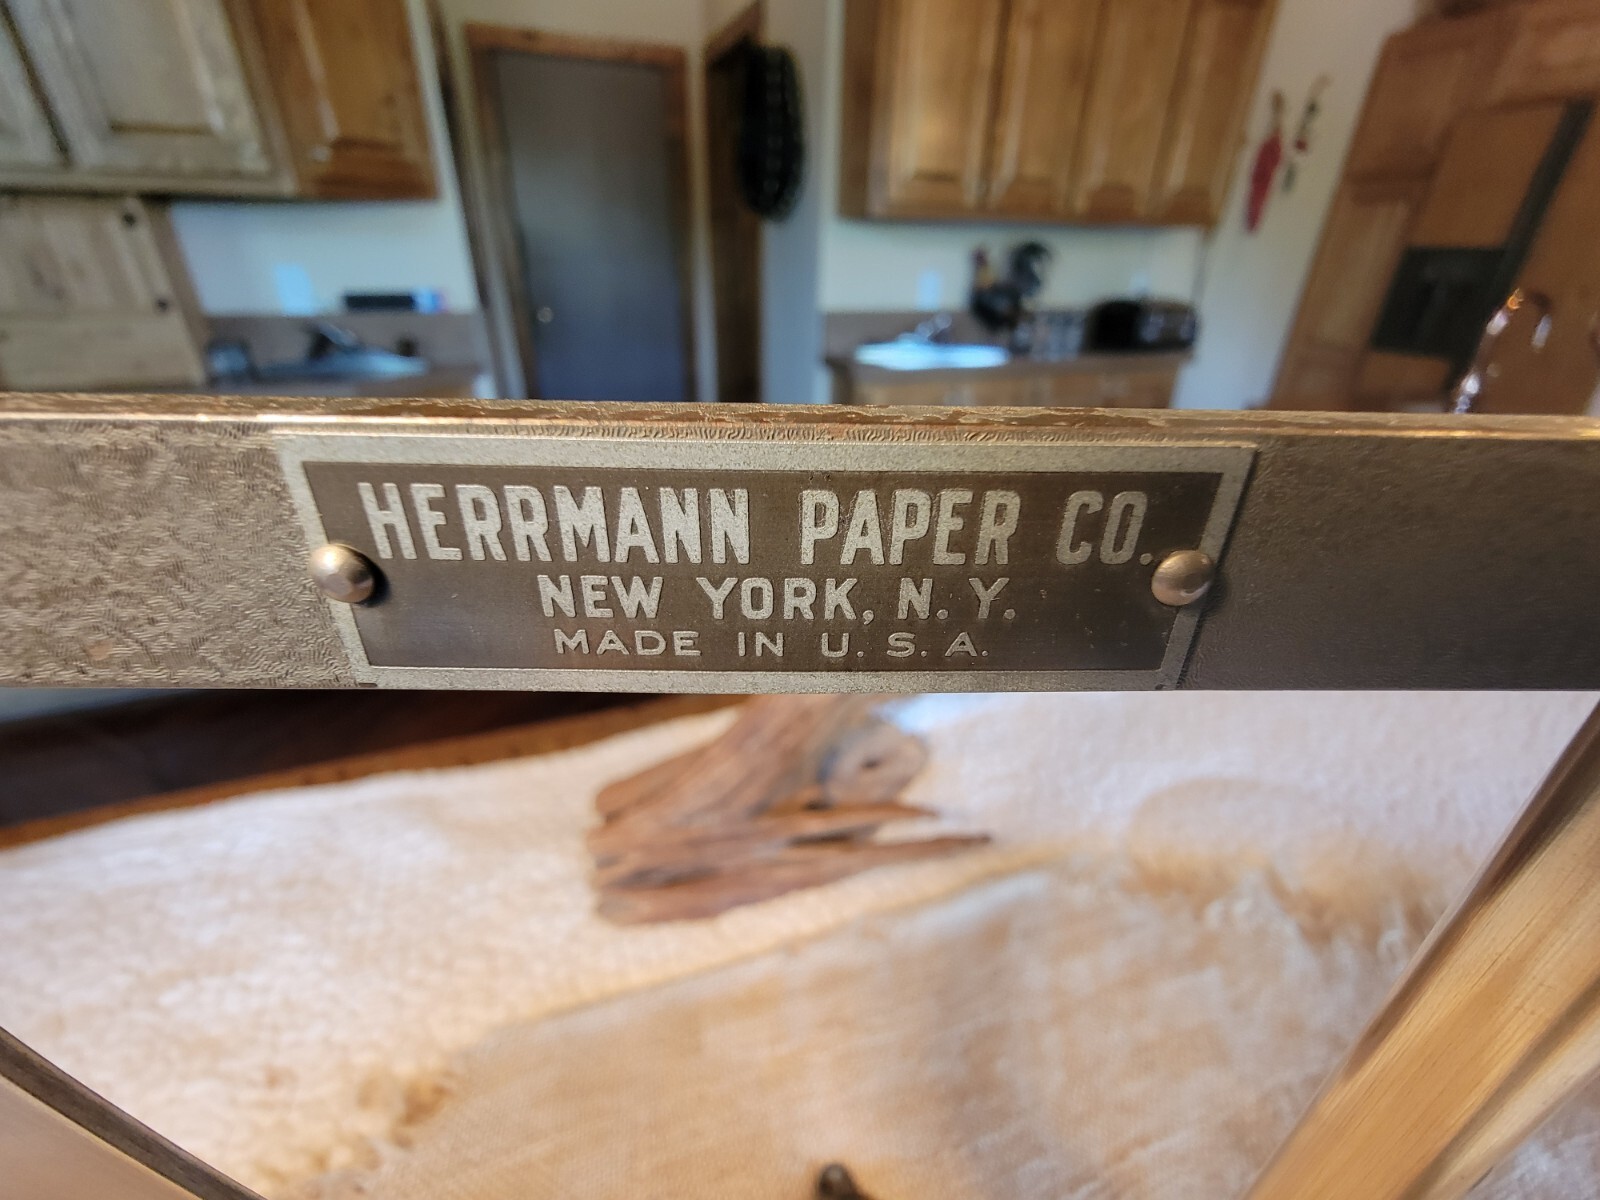 HERRMANN PAPER CO.
NEW YORK, N. Y.
MADE IN U. S. A.